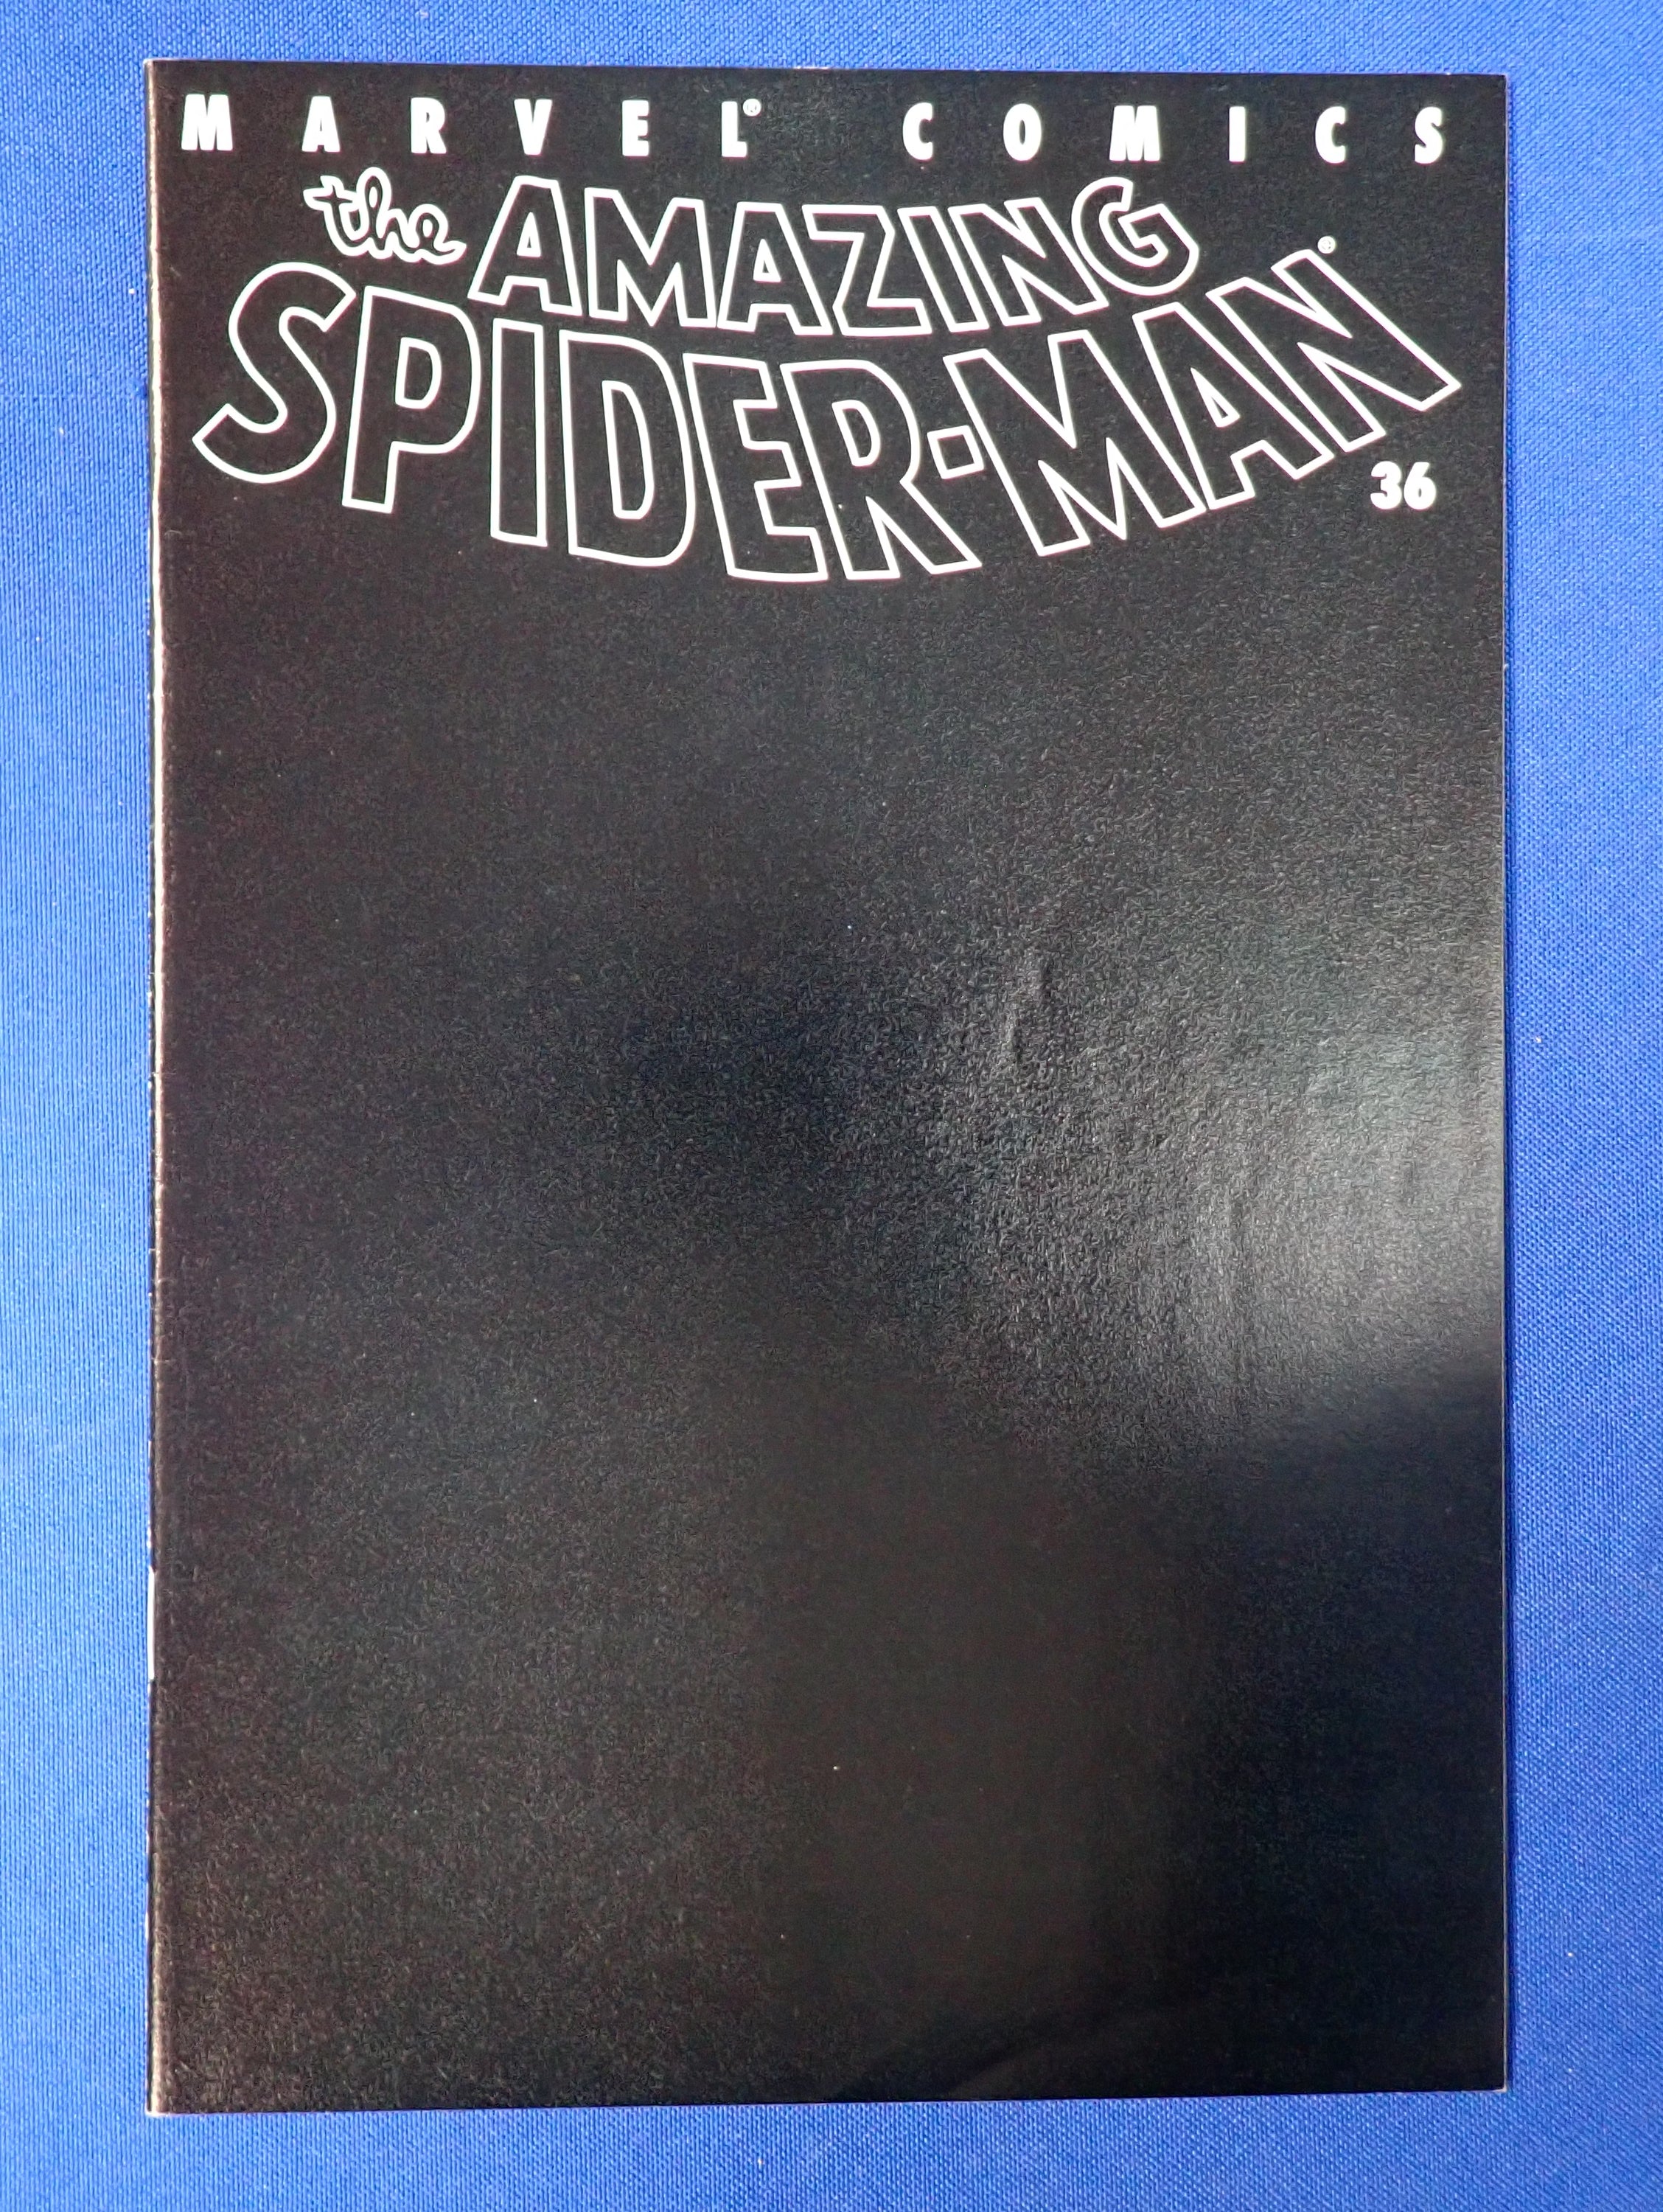 MARVEL® COMICS
the AMAZING
SPIDER-MAN®
36